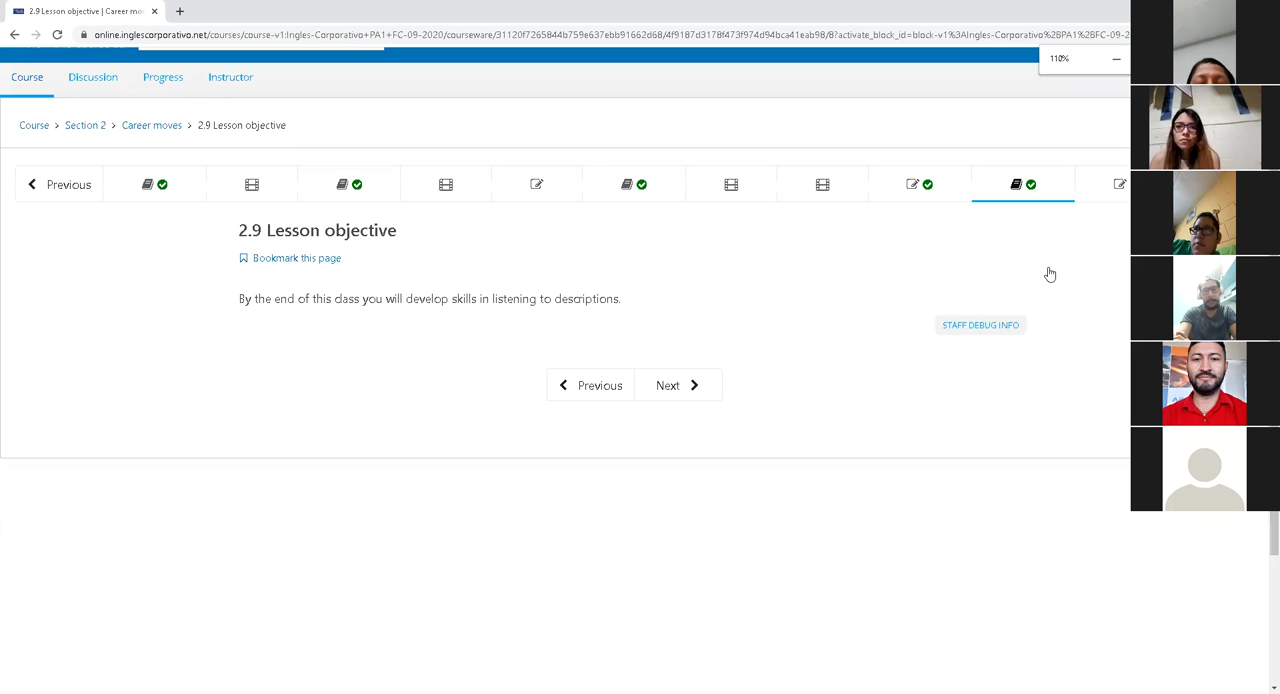 2.9 Lesson objective | Career mo
online.inglescorporativo.net/courses/course-v1:Ingles-Corporativo+PA1+FC-09-2020/courseware/31120f7265844b759e637ebb91662d68/4f9187d3178f473f974d94bca41eab98/8?activate_block_id=block-v1%3AIngles-Corporativo%2BPA1%2BFC-09-2
110%
Course Discussion Progress Instructor
Course > Section 2 > Career moves > 2.9 Lesson objective
Previous
2.9 Lesson objective
Bookmark this page
By the end of this class you will develop skills in listening to descriptions.
STAFF DEBUG INFO
Previous Next